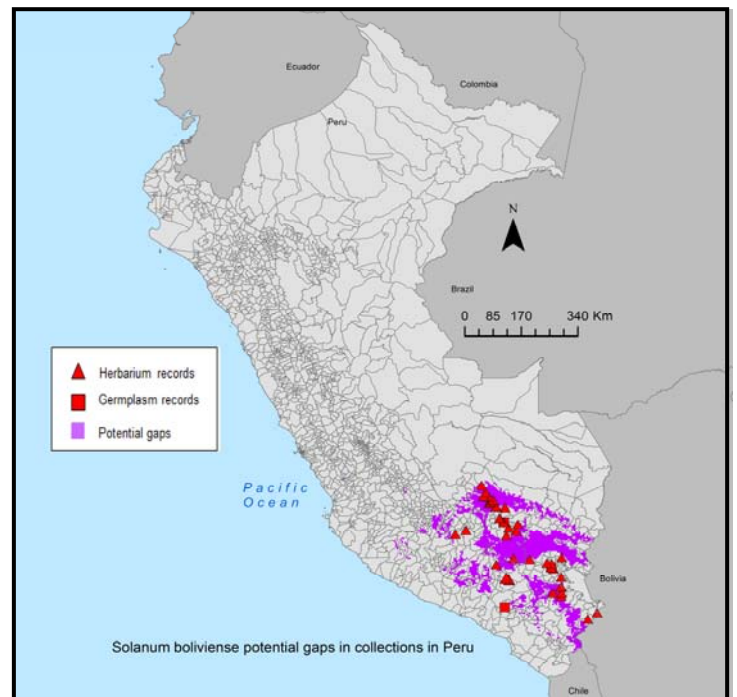 Ecuador
Colombia
Peru
N
Brazil
0 85 170 340 Km
Herbarium records
Germplasm records
Potential gaps
Pacific
Ocean
Bolivia
Solanum boliviense potential gaps in collections in Peru
Chile